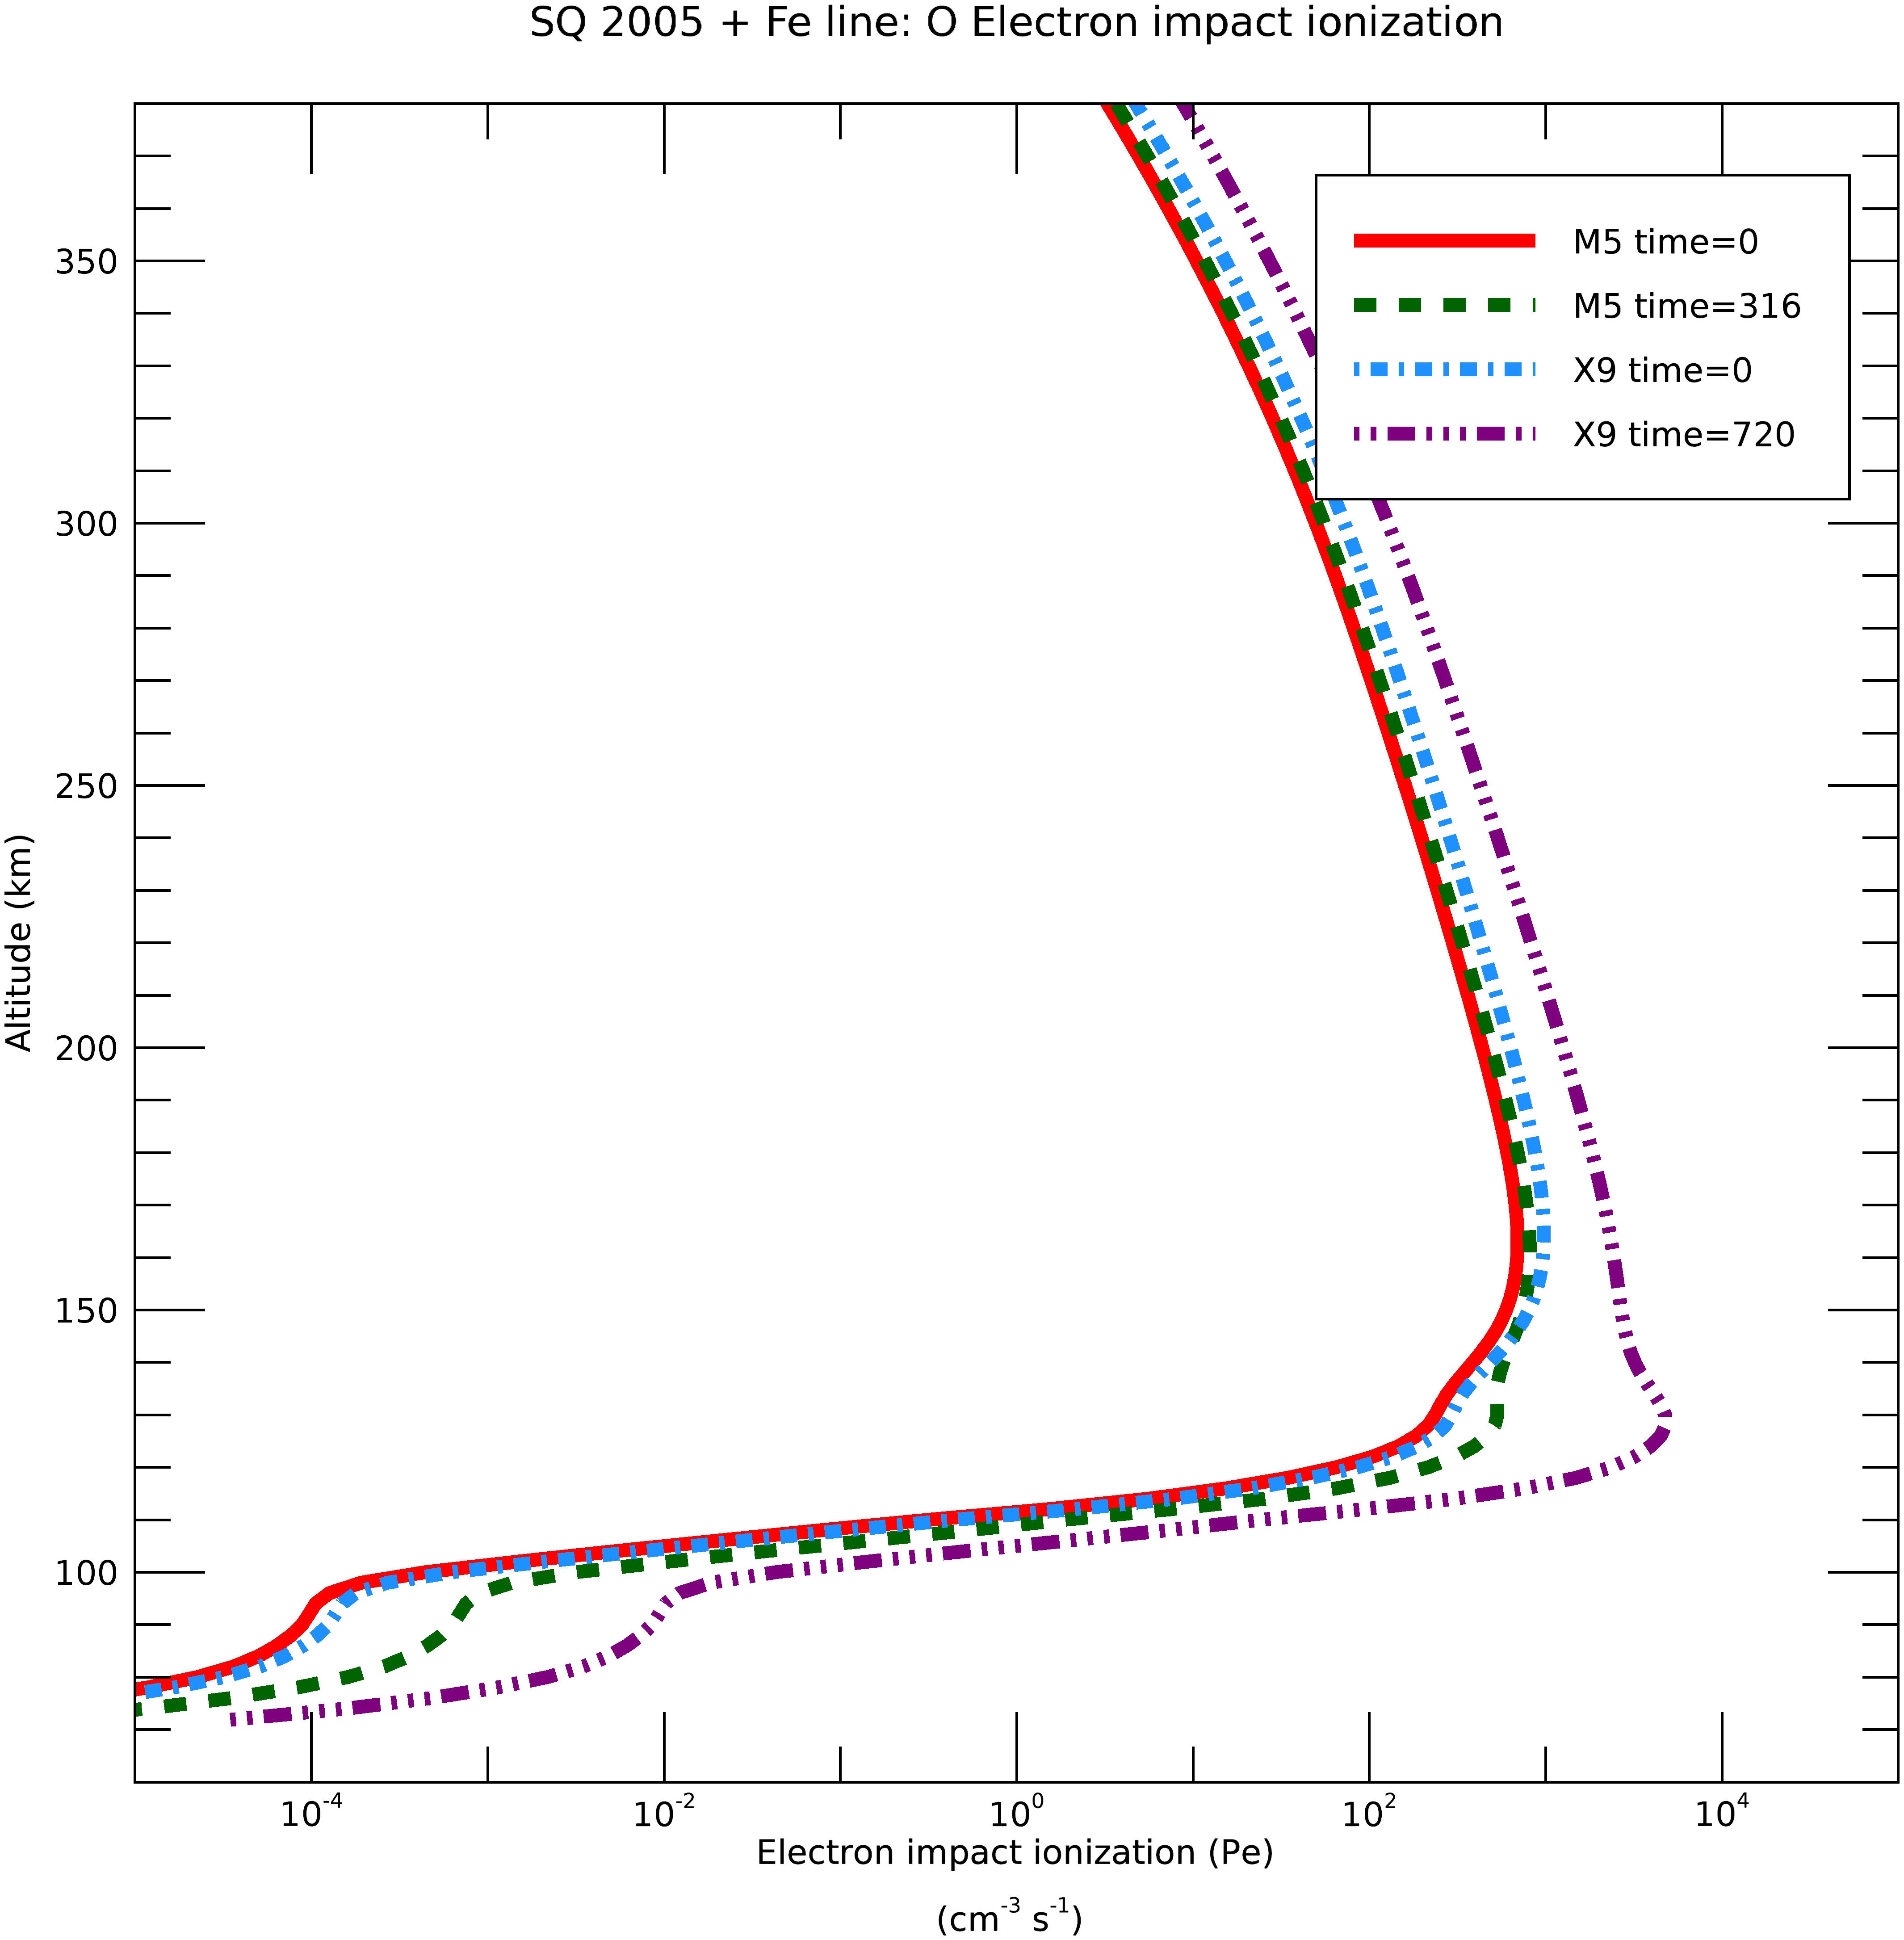 SQ 2005 + Fe line: O Electron impact ionization
M5 time=0
M5 time=316
X9 time=0
X9 time=720
350
300
250
200
150
100
Altitude (km)
10⁻⁴ 10⁻² 10⁰ 10² 10⁴
Electron impact ionization (Pe)
(cm⁻³ s⁻¹)